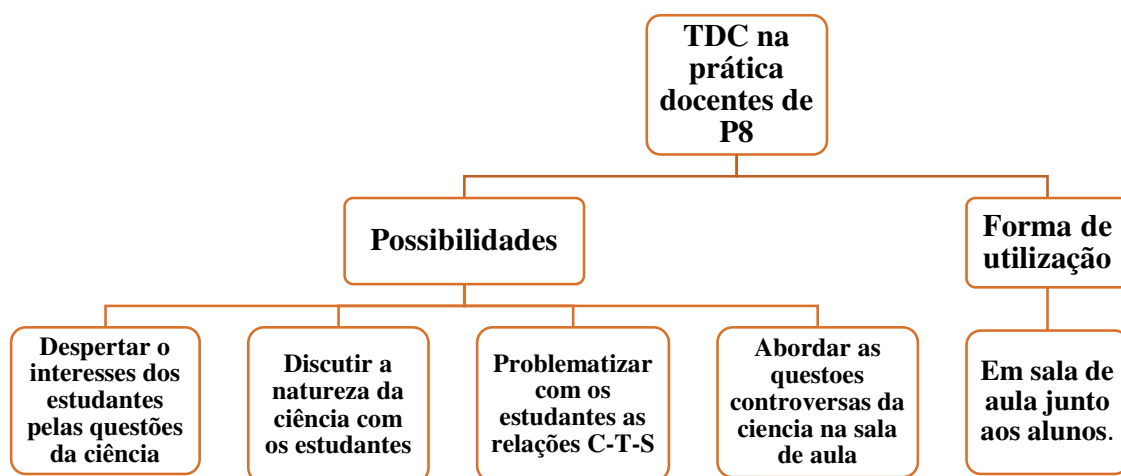 TDC na
prática
docentes de
P8
Possibilidades
Forma de
utilização
Despertar o
interesses dos
estudantes
pelas questões
da ciência
Discutir a
natureza da
ciência com
os estudantes
Problematizar
com os
estudantes as
relações C-T-S
Abordar as
questoes
controversas da
ciencia na sala
de aula
Em sala de
aula junto
aos alunos.